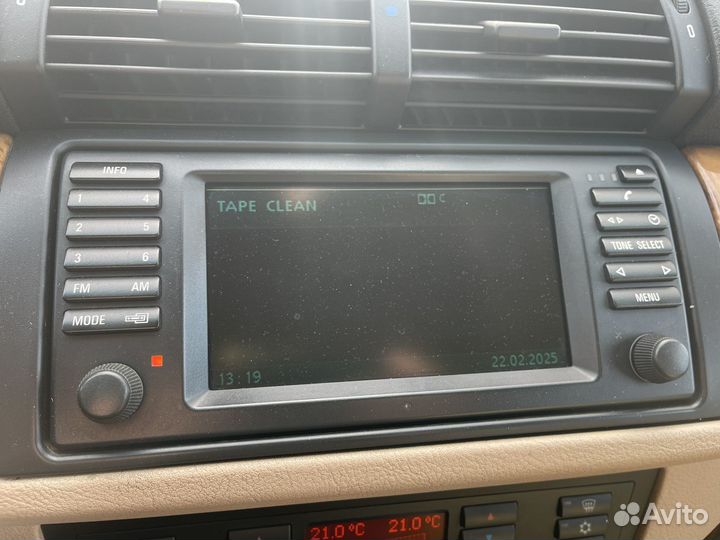 INFO
1 4
2 5
3 6
FM AM
MODE
TAPE CLEAN
C
13:19
22.02.2025
TONE SELECT
MENU
21.0°C 21.0°C
Avito